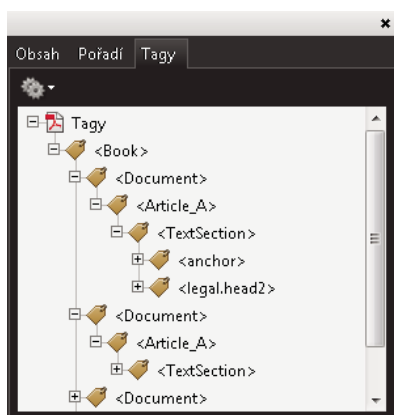 Obsah Pořadí Tagy
Tagy
<Book>
<Document>
<Article_A>
<TextSection>
<anchor>
<legal.head2>
<Document>
<Article_A>
<TextSection>
<Document>